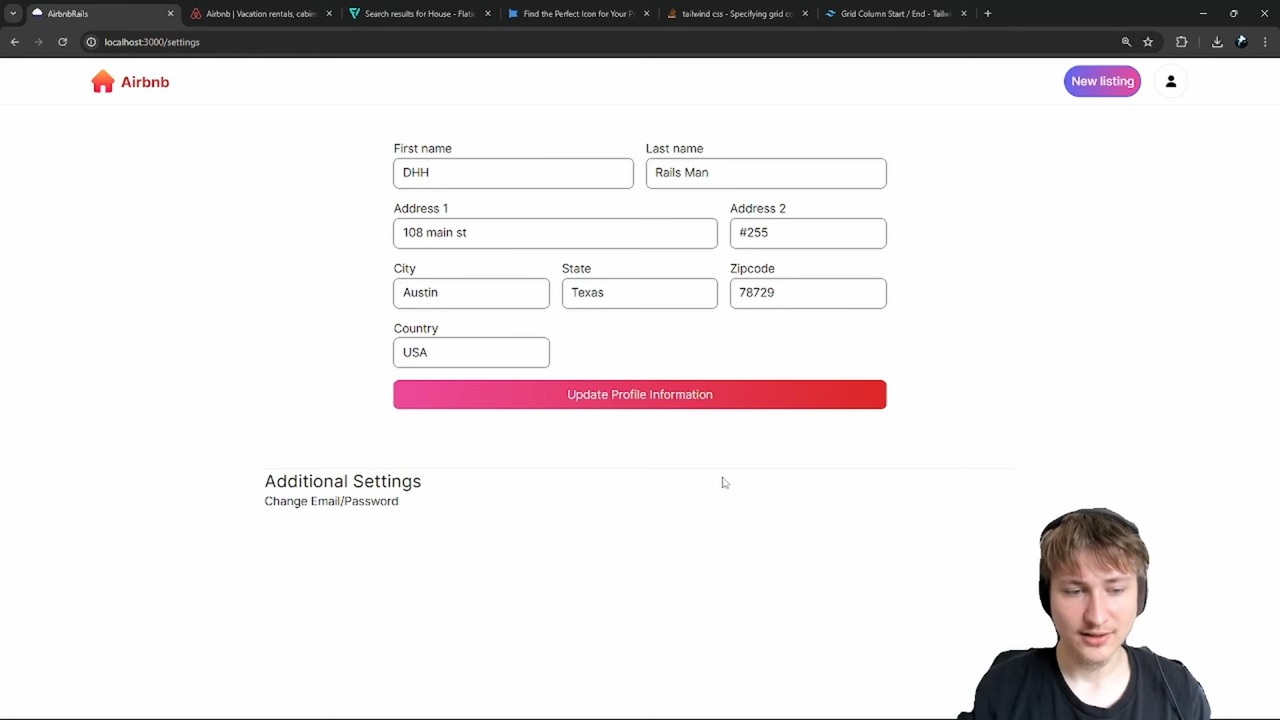 AirbnbRails
Airbnb | Vacation rentals, cabin
Search results for House - Flati
Find the Perfect Icon for Your P
tailwind css - Specifying grid co
Grid Column Start / End - Tailw
localhost:3000/settings
Airbnb
New listing
First name
Last name
DHH
Rails Man
Address 1
Address 2
108 main st
#255
City
State
Zipcode
Austin
Texas
78729
Country
USA
Update Profile Information
Additional Settings
Change Email/Password